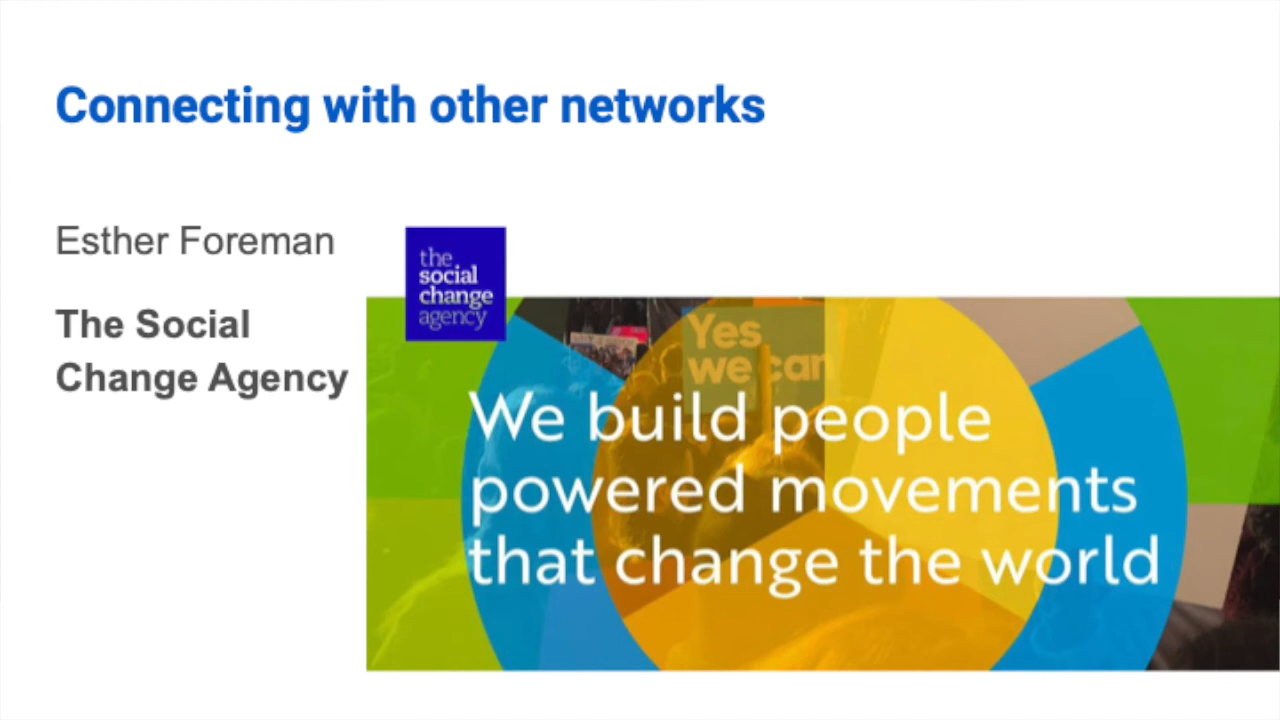 Connecting with other networks
Esther Foreman
The Social
Change Agency
the
social
change
agency
Yes
we can
We build people
powered movements
that change the world